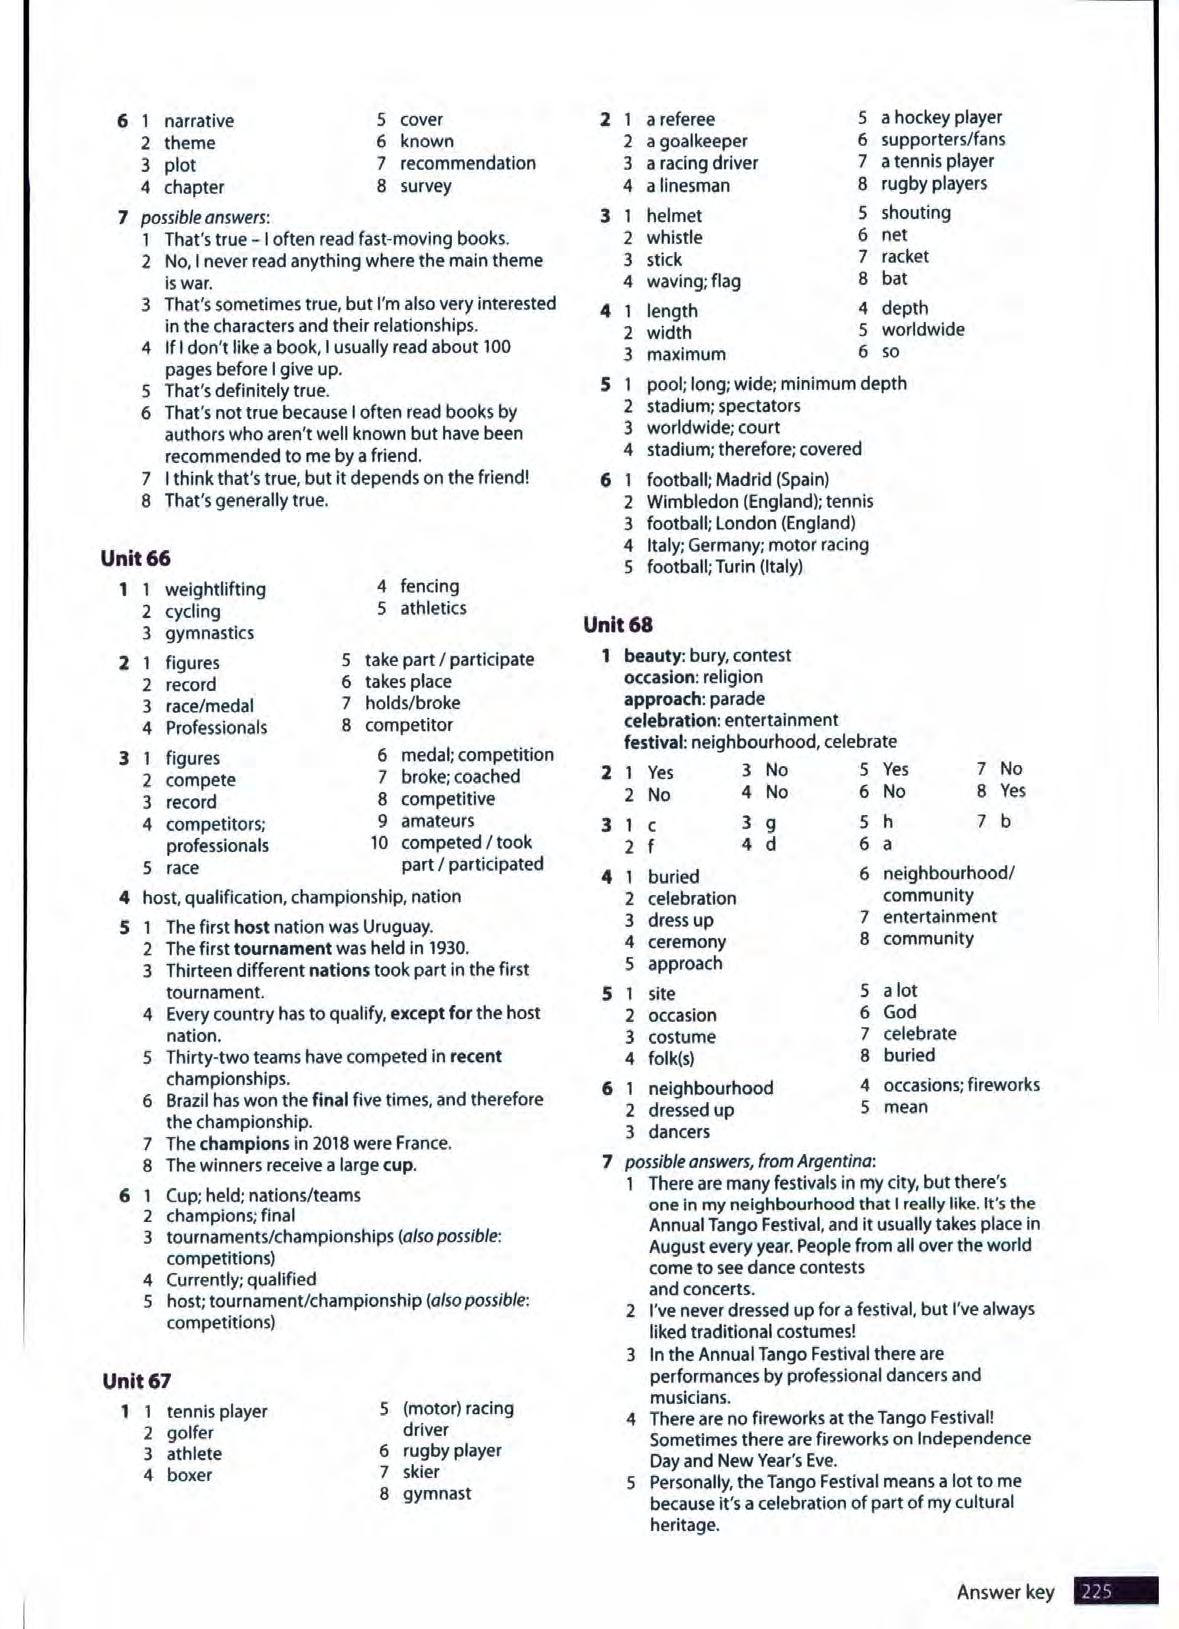 6 1 narrative 5 cover
2 theme 6 known
3 plot 7 recommendation
4 chapter 8 survey
7 possible answers:
1 That's true – I often read fast-moving books.
2 No, I never read anything where the main theme
is war.
3 That's sometimes true, but I'm also very interested
in the characters and their relationships.
4 If I don't like a book, I usually read about 100
pages before I give up.
5 That's definitely true.
6 That's not true because I often read books by
authors who aren't well known but have been
recommended to me by a friend.
7 I think that's true, but it depends on the friend!
8 That's generally true.
Unit 66
1 1 weightlifting 4 fencing
2 cycling 5 athletics
3 gymnastics
2 1 figures 5 take part / participate
2 record 6 takes place
3 race/medal 7 holds/broke
4 Professionals 8 competitor
3 1 figures 6 medal; competition
2 compete 7 broke; coached
3 record 8 competitive
4 competitors; 9 amateurs
professionals 10 competed / took
5 race part / participated
4 host, qualification, championship, nation
5 1 The first host nation was Uruguay.
2 The first tournament was held in 1930.
3 Thirteen different nations took part in the first
tournament.
4 Every country has to qualify, except for the host
nation.
5 Thirty-two teams have competed in recent
championships.
6 Brazil has won the final five times, and therefore
the championship.
7 The champions in 2018 were France.
8 The winners receive a large cup.
6 1 Cup; held; nations/teams
2 champions; final
3 tournaments/championships (also possible:
competitions)
4 Currently; qualified
5 host; tournament/championship (also possible:
competitions)
Unit 67
1 1 tennis player 5 (motor) racing
2 golfer driver
3 athlete 6 rugby player
4 boxer 7 skier
8 gymnast
2 1 a referee 5 a hockey player
2 a goalkeeper 6 supporters/fans
3 a racing driver 7 a tennis player
4 a linesman 8 rugby players
3 1 helmet 5 shouting
2 whistle 6 net
3 stick 7 racket
4 waving; flag 8 bat
4 1 length 4 depth
2 width 5 worldwide
3 maximum 6 so
5 1 pool; long; wide; minimum depth
2 stadium; spectators
3 worldwide; court
4 stadium; therefore; covered
6 1 football; Madrid (Spain)
2 Wimbledon (England); tennis
3 football; London (England)
4 Italy; Germany; motor racing
5 football; Turin (Italy)
Unit 68
1 beauty: bury, contest
occasion: religion
approach: parade
celebration: entertainment
festival: neighbourhood, celebrate
2 1 Yes 3 No 5 Yes 7 No
2 No 4 No 6 No 8 Yes
3 1 c 3 g 5 h 7 b
2 f 4 d 6 a
4 1 buried 6 neighbourhood/
2 celebration community
3 dress up 7 entertainment
4 ceremony 8 community
5 approach
5 1 site 5 a lot
2 occasion 6 God
3 costume 7 celebrate
4 folk(s) 8 buried
6 1 neighbourhood 4 occasions; fireworks
2 dressed up 5 mean
3 dancers
7 possible answers, from Argentina:
1 There are many festivals in my city, but there's
one in my neighbourhood that I really like. It's the
Annual Tango Festival, and it usually takes place in
August every year. People from all over the world
come to see dance contests
and concerts.
2 I've never dressed up for a festival, but I've always
liked traditional costumes!
3 In the Annual Tango Festival there are
performances by professional dancers and
musicians.
4 There are no fireworks at the Tango Festival!
Sometimes there are fireworks on Independence
Day and New Year's Eve.
5 Personally, the Tango Festival means a lot to me
because it's a celebration of part of my cultural
heritage.
Answer key 225